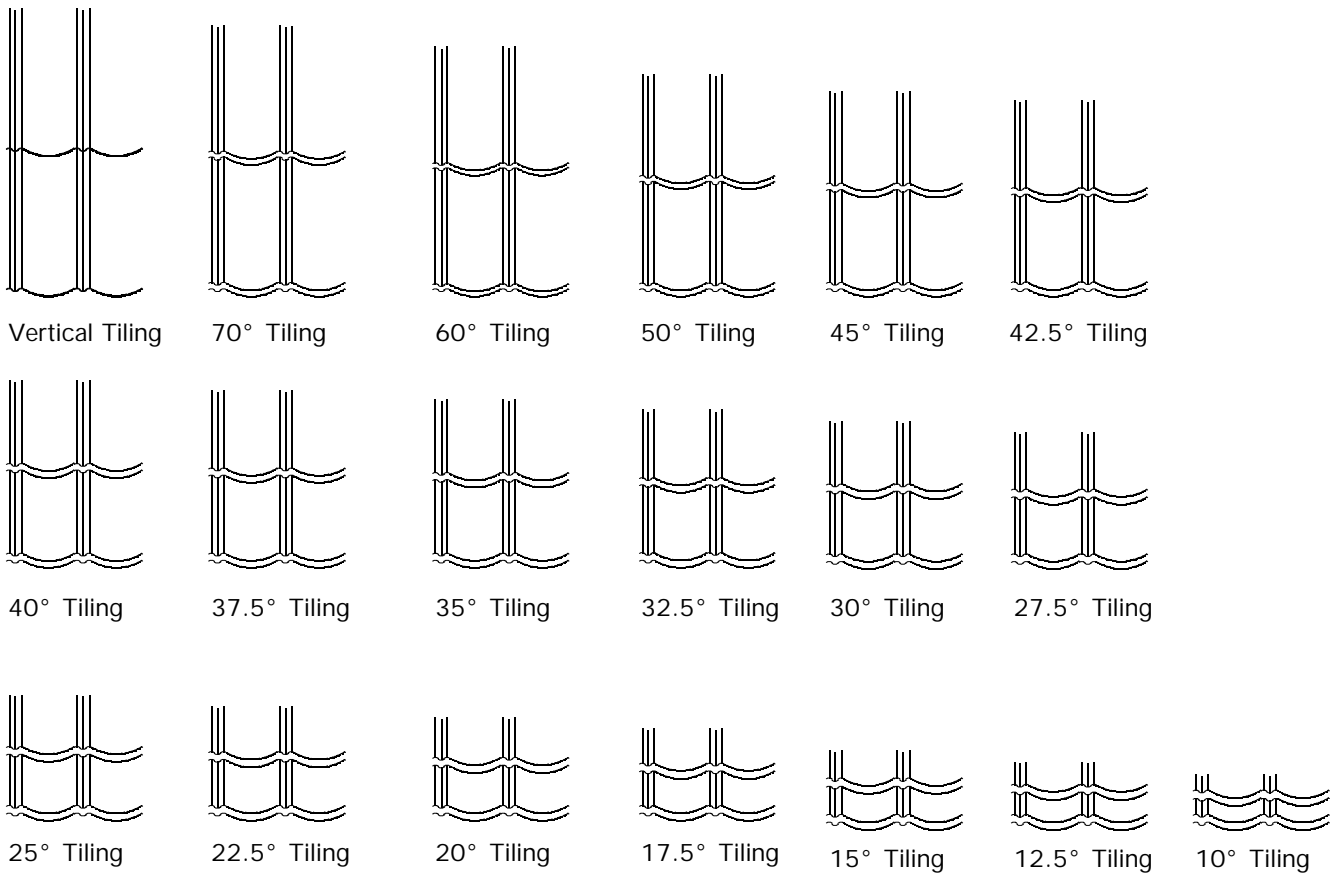 Vertical Tiling
70° Tiling
60° Tiling
50° Tiling
45° Tiling
42.5° Tiling
40° Tiling
37.5° Tiling
35° Tiling
32.5° Tiling
30° Tiling
27.5° Tiling
25° Tiling
22.5° Tiling
20° Tiling
17.5° Tiling
15° Tiling
12.5° Tiling
10° Tiling